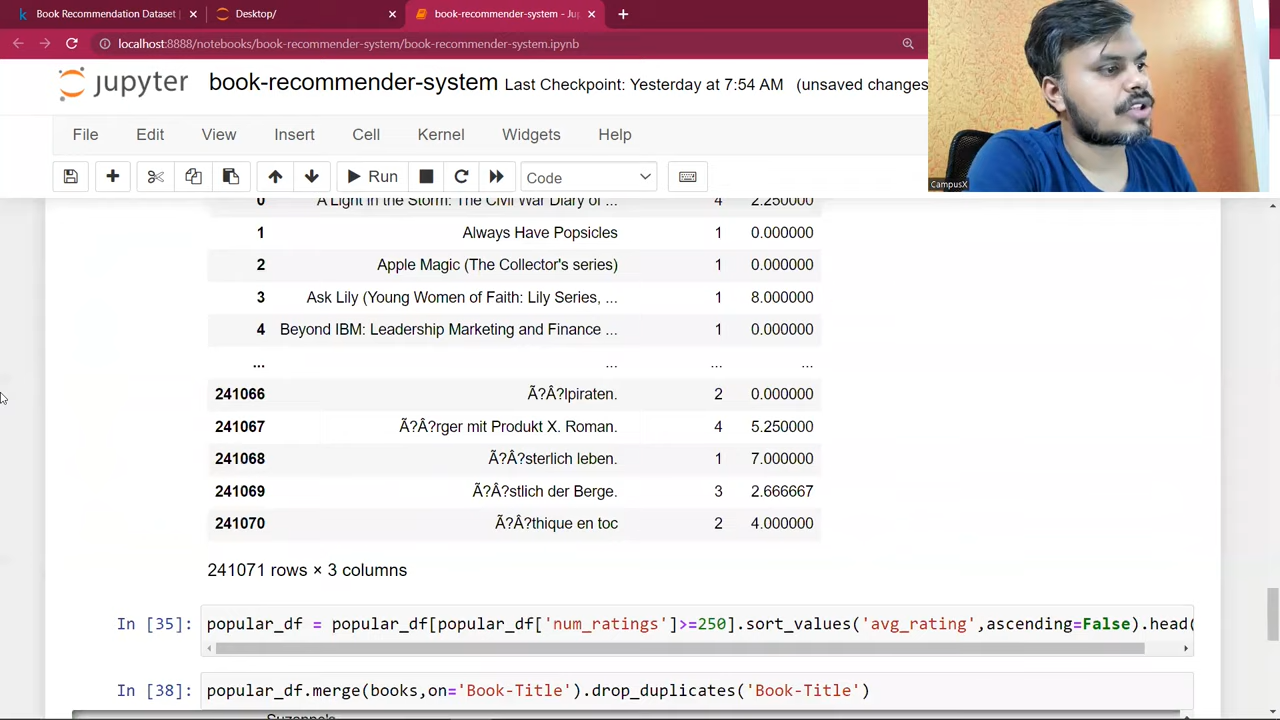 Book Recommendation Dataset
Desktop/
book-recommender-system - Ju
localhost:8888/notebooks/book-recommender-system/book-recommender-system.ipynb
CampusX
jupyter book-recommender-system Last Checkpoint: Yesterday at 7:54 AM (unsaved changes
File Edit View Insert Cell Kernel Widgets Help
Run Code
0 A Light in the Storm: The Civil War Diary of ... 4 2.250000
1 Always Have Popsicles 1 0.000000
2 Apple Magic (The Collector's series) 1 0.000000
3 Ask Lily (Young Women of Faith: Lily Series, ... 1 8.000000
4 Beyond IBM: Leadership Marketing and Finance ... 1 0.000000
... ... ... ...
241066 Ã?Â?lpiraten. 2 0.000000
241067 Ã?Â?rger mit Produkt X. Roman. 4 5.250000
241068 Ã?Â?sterlich leben. 1 7.000000
241069 Ã?Â?stlich der Berge. 3 2.666667
241070 Ã?Â?thique en toc 2 4.000000
241071 rows × 3 columns
In [35]: popular_df = popular_df[popular_df['num_ratings']>=250].sort_values('avg_rating',ascending=False).head(
In [38]: popular_df.merge(books,on='Book-Title').drop_duplicates('Book-Title')
Suzanne's